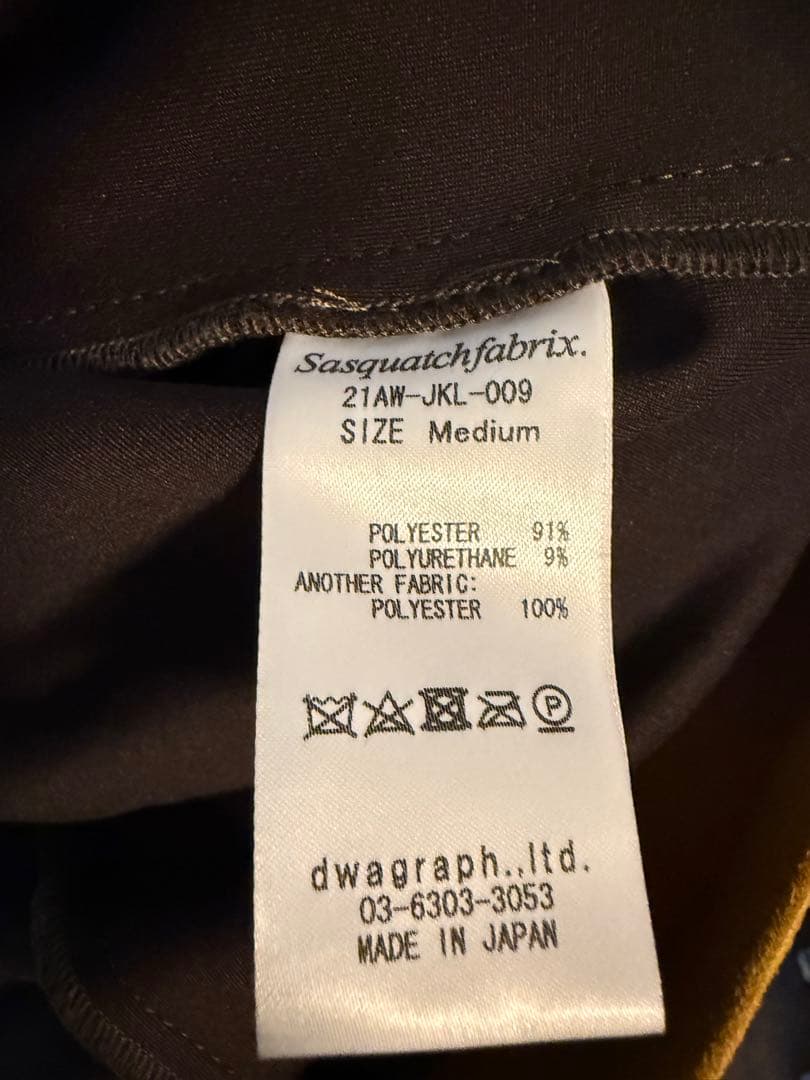 Sasquatchfabrix.
21AW-JKL-009
SIZE Medium
POLYESTER 91%
POLYURETHANE 9%
ANOTHER FABRIC:
POLYESTER 100%
P
dwagraph.,ltd.
03-6303-3053
MADE IN JAPAN